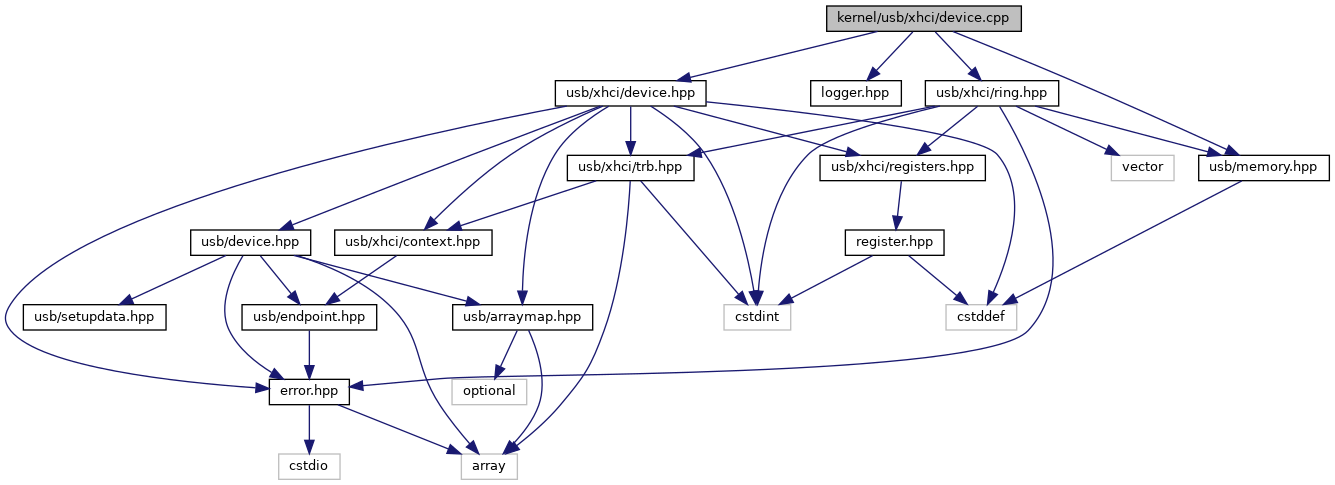 kernel/usb/xhci/device.cpp
usb/xhci/device.hpp
logger.hpp
usb/xhci/ring.hpp
usb/xhci/trb.hpp
usb/xhci/registers.hpp
vector
usb/memory.hpp
usb/device.hpp
usb/xhci/context.hpp
register.hpp
usb/setupdata.hpp
usb/endpoint.hpp
usb/arraymap.hpp
cstdint
cstddef
error.hpp
optional
cstdio
array